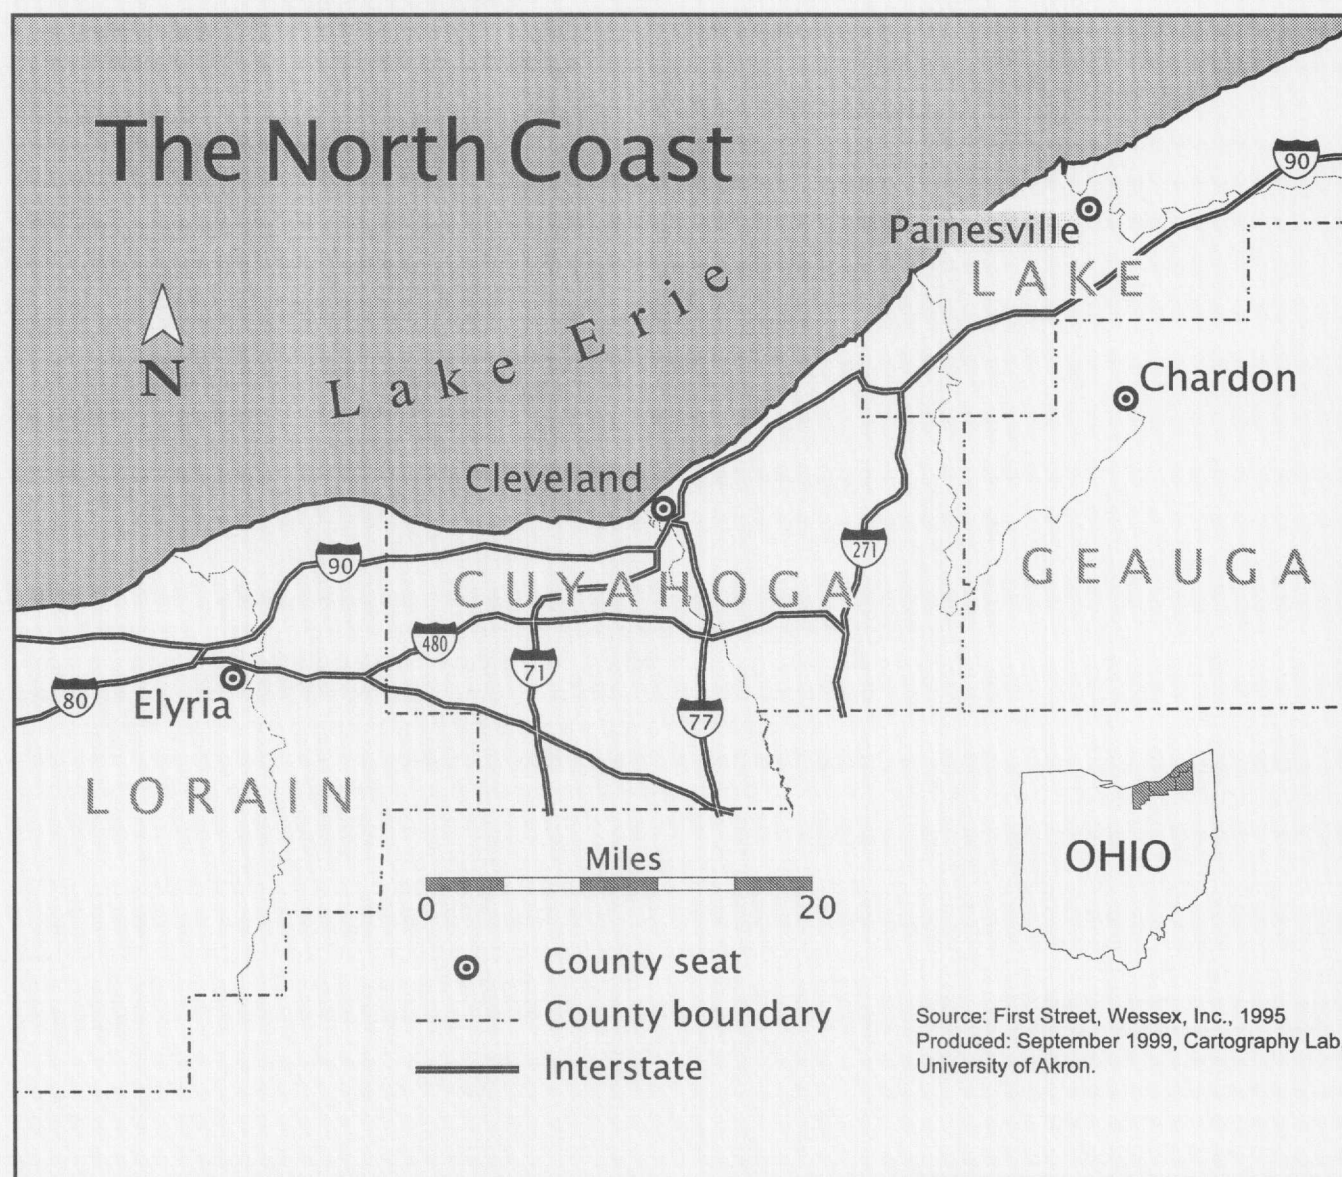 The North Coast
90
Painesville
LAKE
Lake Erie
N
Chardon
Cleveland
90
271
GEAUGA
CUYAHOGA
480
71
80
Elyria
77
LORAIN
OHIO
Miles
0 20
County seat
County boundary
Interstate
Source: First Street, Wessex, Inc., 1995
Produced: September 1999, Cartography Lab
University of Akron.